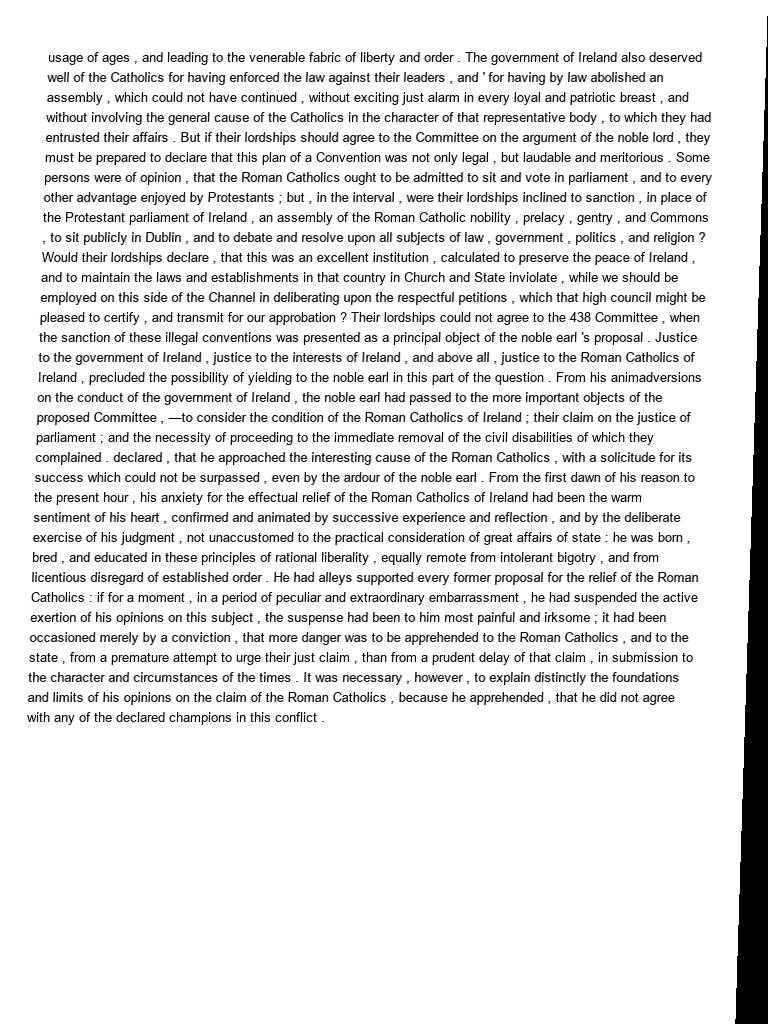 usage of ages , and leading to the venerable fabric of liberty and order . The government of Ireland also deserved
well of the Catholics for having enforced the law against their leaders , and ' for having by law abolished an
assembly , which could not have continued , without exciting just alarm in every loyal and patriotic breast , and
without involving the general cause of the Catholics in the character of that representative body , to which they had
entrusted their affairs . But if their lordships should agree to the Committee on the argument of the noble lord , they
must be prepared to declare that this plan of a Convention was not only legal , but laudable and meritorious . Some
persons were of opinion , that the Roman Catholics ought to be admitted to sit and vote in parliament , and to every
other advantage enjoyed by Protestants ; but , in the interval , were their lordships inclined to sanction , in place of
the Protestant parliament of Ireland , an assembly of the Roman Catholic nobility , prelacy , gentry , and Commons
, to sit publicly in Dublin , and to debate and resolve upon all subjects of law , government , politics , and religion ?
Would their lordships declare , that this was an excellent institution , calculated to preserve the peace of Ireland ,
and to maintain the laws and establishments in that country in Church and State inviolate , while we should be
employed on this side of the Channel in deliberating upon the respectful petitions , which that high council might be
pleased to certify , and transmit for our approbation ? Their lordships could not agree to the 438 Committee , when
the sanction of these illegal conventions was presented as a principal object of the noble earl 's proposal . Justice
to the government of Ireland , justice to the interests of Ireland , and above all , justice to the Roman Catholics of
Ireland , precluded the possibility of yielding to the noble earl in this part of the question . From his animadversions
on the conduct of the government of Ireland , the noble earl had passed to the more important objects of the
proposed Committee , —to consider the condition of the Roman Catholics of Ireland ; their claim on the justice of
parliament ; and the necessity of proceeding to the immediate removal of the civil disabilities of which they
complained . declared , that he approached the interesting cause of the Roman Catholics , with a solicitude for its
success which could not be surpassed , even by the ardour of the noble earl . From the first dawn of his reason to
the present hour , his anxiety for the effectual relief of the Roman Catholics of Ireland had been the warm
sentiment of his heart , confirmed and animated by successive experience and reflection , and by the deliberate
exercise of his judgment , not unaccustomed to the practical consideration of great affairs of state : he was born ,
bred , and educated in these principles of rational liberality , equally remote from intolerant bigotry , and from
licentious disregard of established order . He had alleys supported every former proposal for the relief of the Roman
Catholics : if for a moment , in a period of peculiar and extraordinary embarrassment , he had suspended the active
exertion of his opinions on this subject , the suspense had been to him most painful and irksome ; it had been
occasioned merely by a conviction , that more danger was to be apprehended to the Roman Catholics , and to the
state , from a premature attempt to urge their just claim , than from a prudent delay of that claim , in submission to
the character and circumstances of the times . It was necessary , however , to explain distinctly the foundations
and limits of his opinions on the claim of the Roman Catholics , because he apprehended , that he did not agree
with any of the declared champions in this conflict .